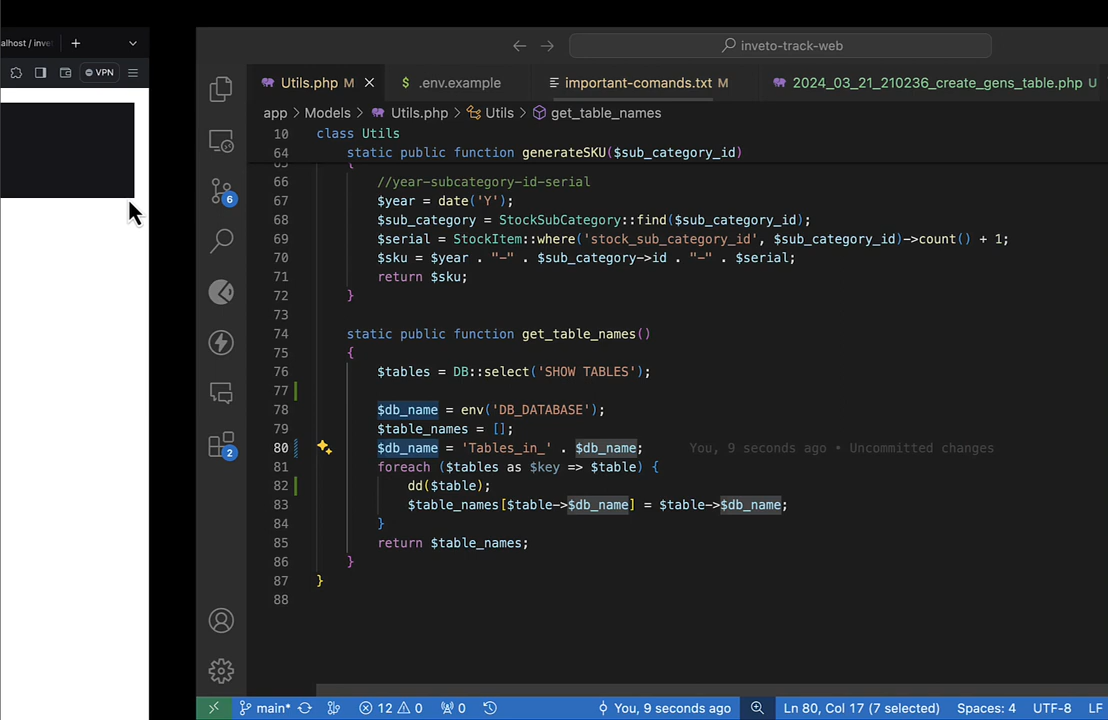 alhost / inve
VPN
inveto-track-web
Utils.php M
$ .env.example
important-comands.txt M
2024_03_21_210236_create_gens_table.php U
app > Models > Utils.php > Utils > get_table_names
10 class Utils
64 static public function generateSKU($sub_category_id)
65 {
66 //year-subcategory-id-serial
67 $year = date('Y');
68 $sub_category = StockSubCategory::find($sub_category_id);
69 $serial = StockItem::where('stock_sub_category_id', $sub_category_id)->count() + 1;
70 $sku = $year . "-" . $sub_category->id . "-" . $serial;
71 return $sku;
72 }
73
74 static public function get_table_names()
75 {
76 $tables = DB::select('SHOW TABLES');
77
78 $db_name = env('DB_DATABASE');
79 $table_names = [];
80 $db_name = 'Tables_in_' . $db_name; You, 9 seconds ago • Uncommitted changes
81 foreach ($tables as $key => $table) {
82 dd($table);
83 $table_names[$table->$db_name] = $table->$db_name;
84 }
85 return $table_names;
86 }
87 }
88
6
2
main* 12 0 0 You, 9 seconds ago Ln 80, Col 17 (7 selected) Spaces: 4 UTF-8 LF